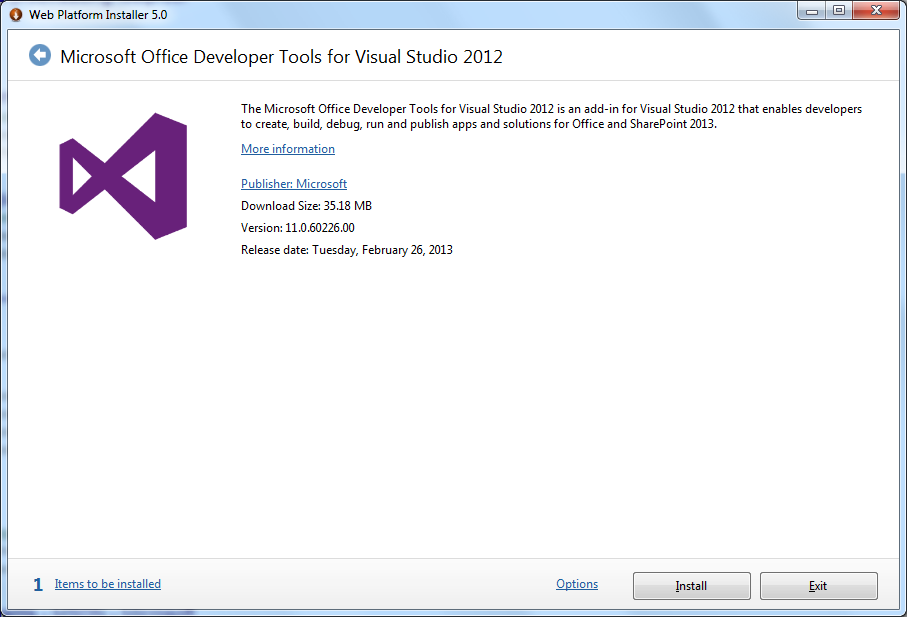 Web Platform Installer 5.0
Microsoft Office Developer Tools for Visual Studio 2012
The Microsoft Office Developer Tools for Visual Studio 2012 is an add-in for Visual Studio 2012 that enables developers
to create, build, debug, run and publish apps and solutions for Office and SharePoint 2013.
More information
Publisher: Microsoft
Download Size: 35.18 MB
Version: 11.0.60226.00
Release date: Tuesday, February 26, 2013
1 Items to be installed
Options
Install
Exit